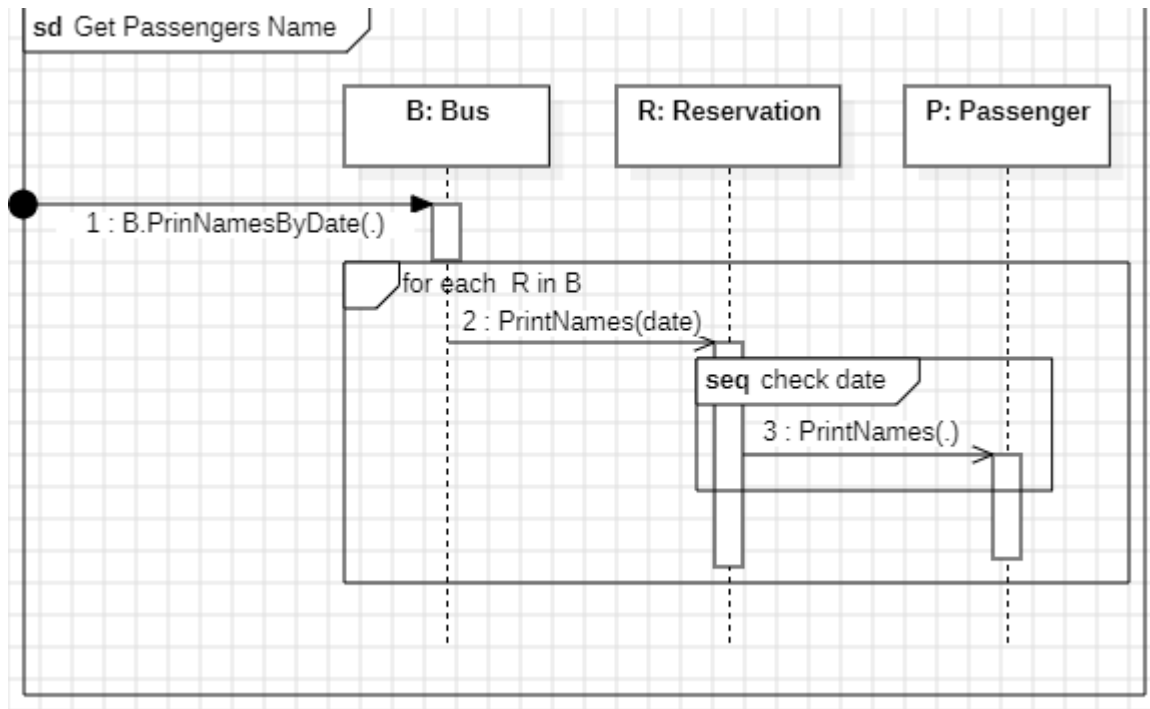 sd Get Passengers Name
B: Bus
R: Reservation
P: Passenger
1 : B.PrinNamesByDate(.)
for each R in B
2 : PrintNames(date)
seq check date
3 : PrintNames(.)